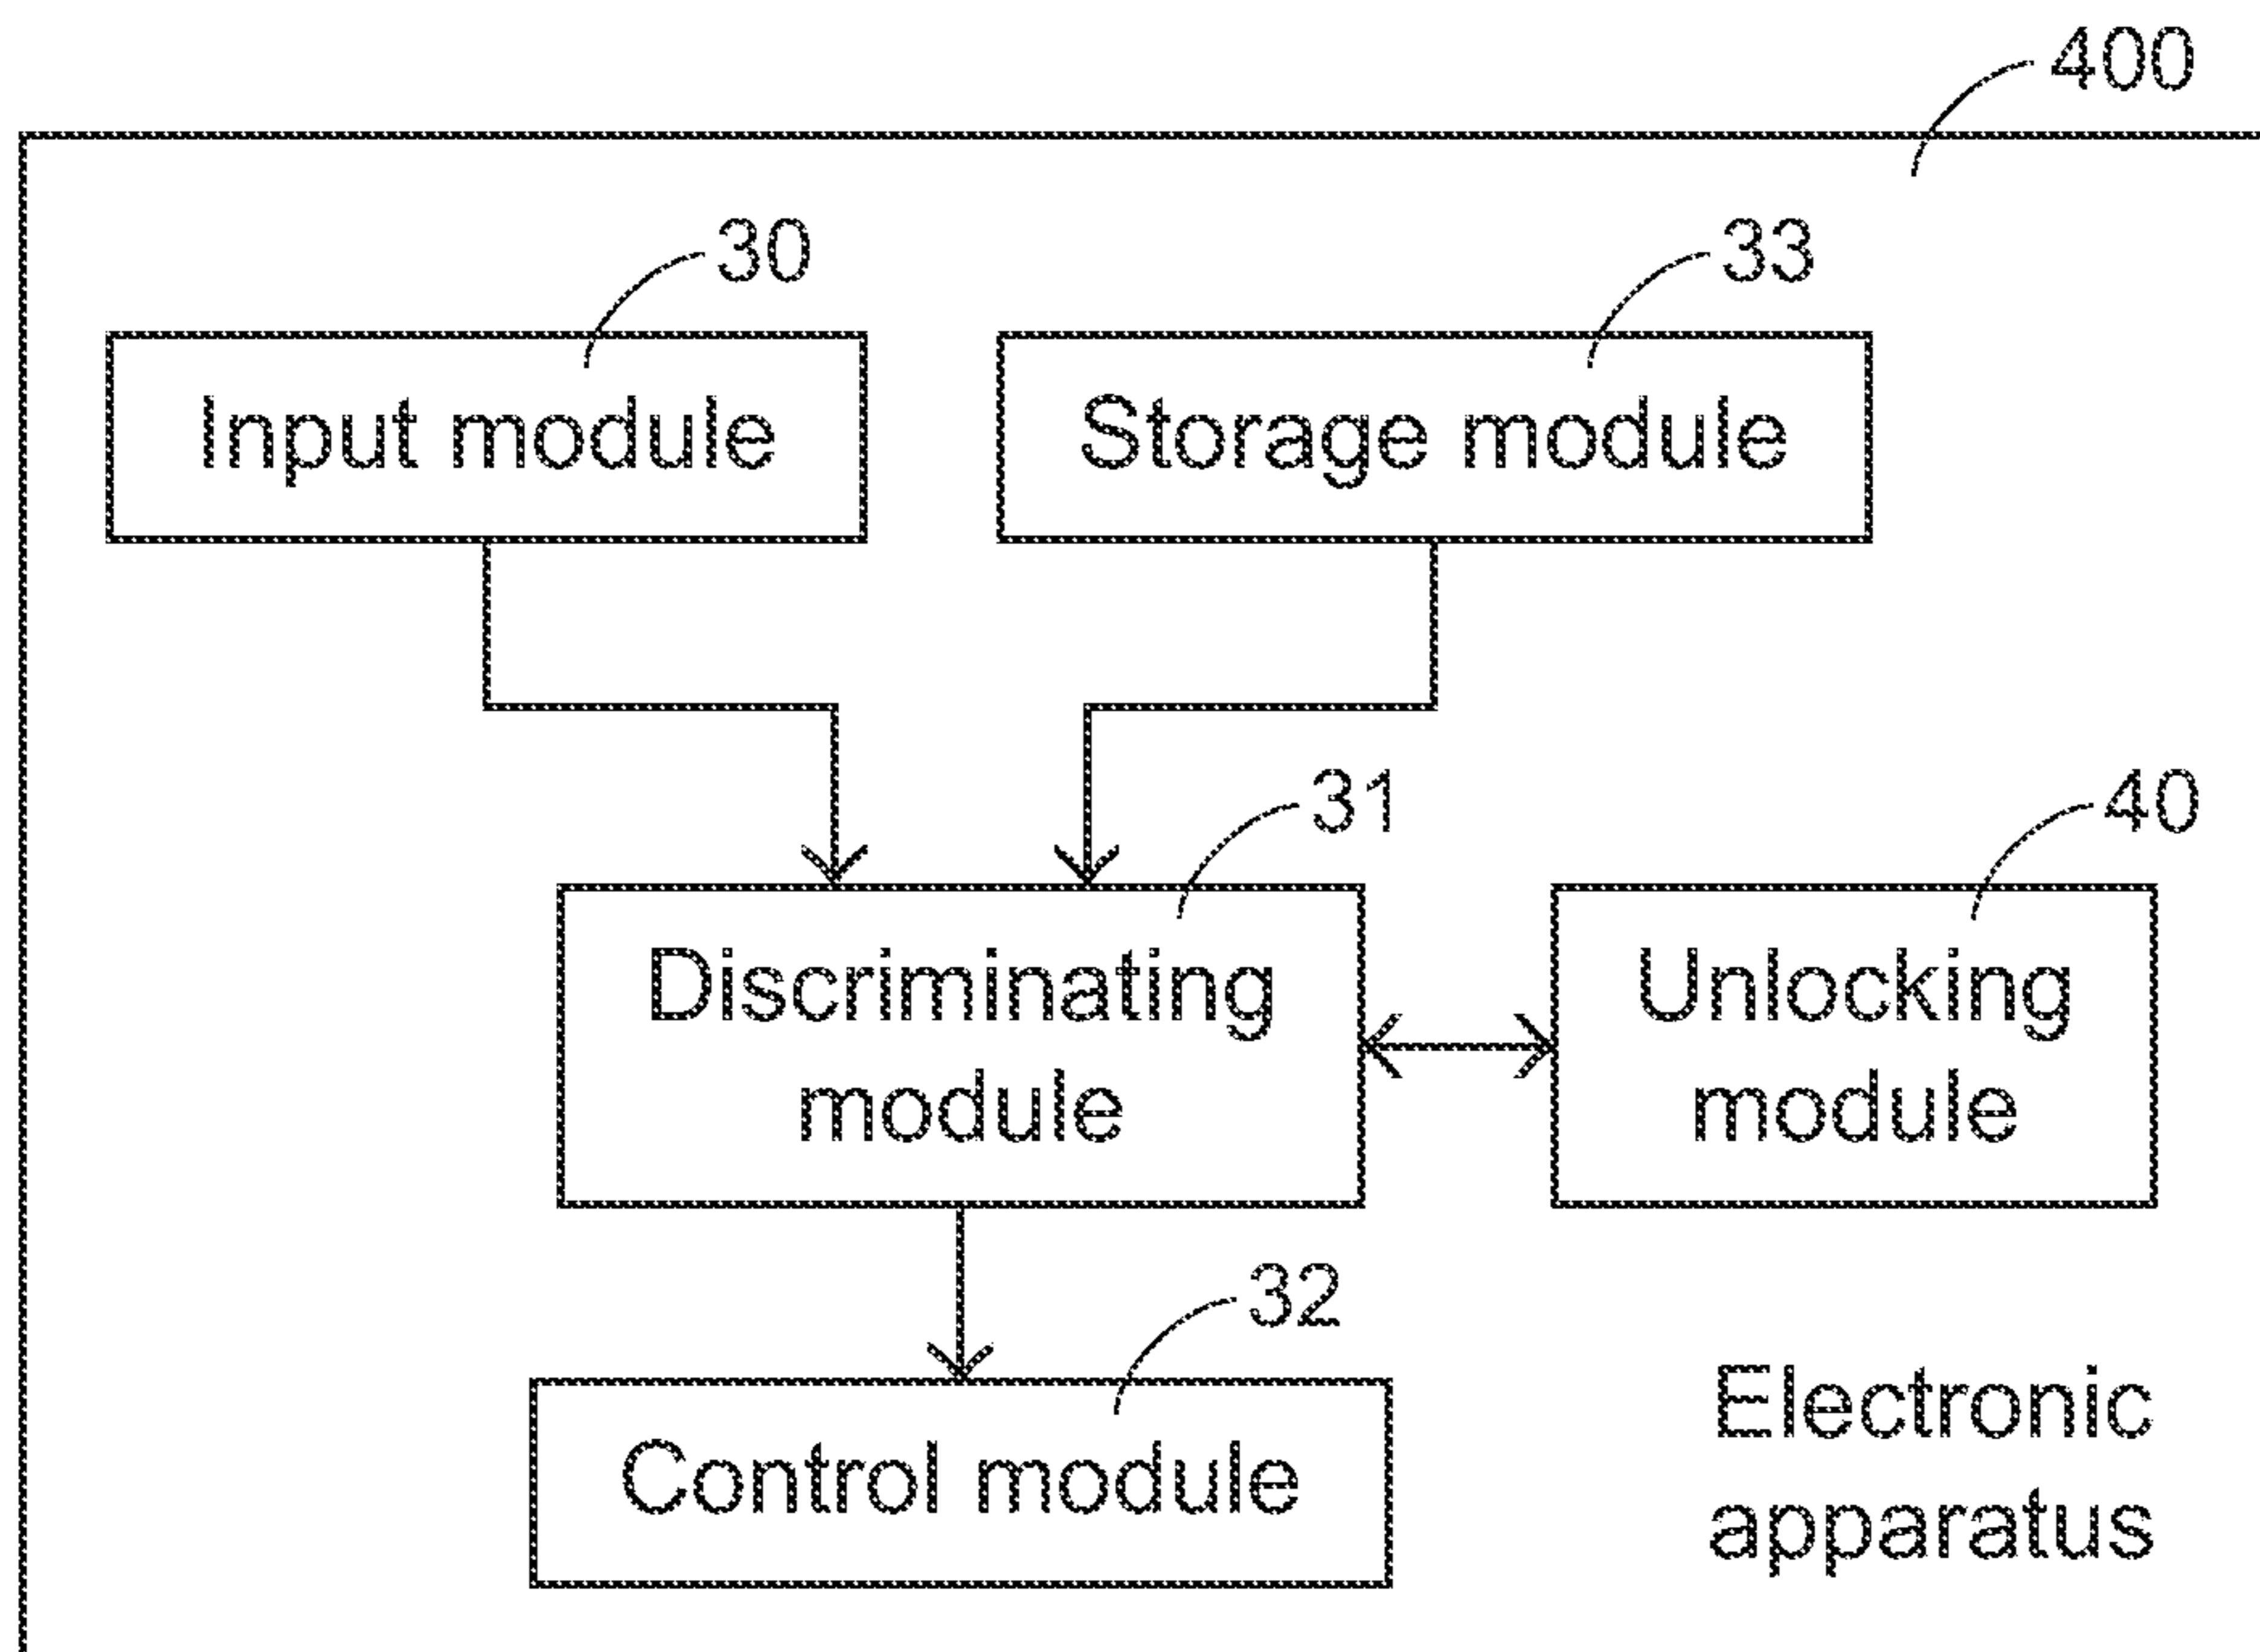 400
30
33
Input module
Storage module
31
40
Discriminating
module
Unlocking
module
32
Control module
Electronic
apparatus